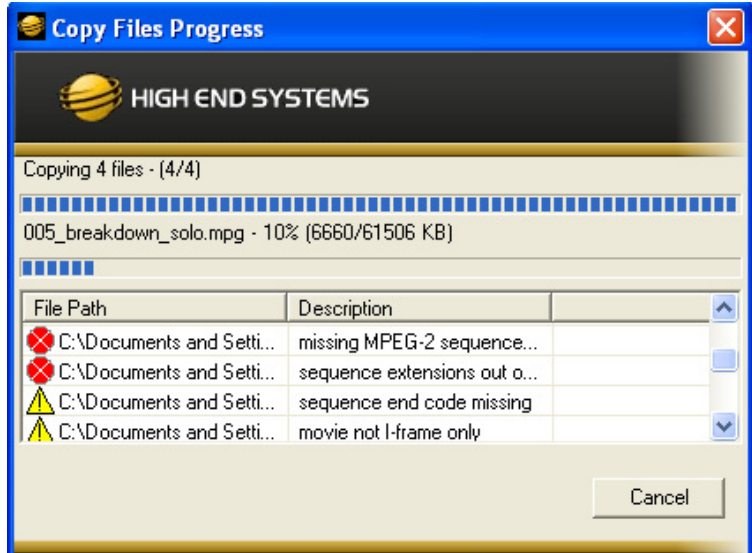 Copy Files Progress
HIGH END SYSTEMS
Copying 4 files - (4/4)
005_breakdown_solo.mpg - 10% (6660/61506 KB)
File Path Description
C:\Documents and Setti... missing MPEG-2 sequence...
C:\Documents and Setti... sequence extensions out o...
C:\Documents and Setti... sequence end code missing
C:\Documents and Setti... movie not I-frame only
Cancel